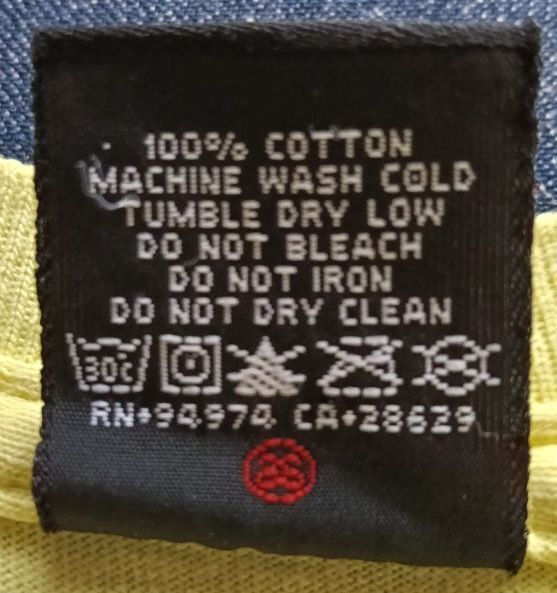 100% COTTON
MACHINE WASH COLD
TUMBLE DRY LOW
DO NOT BLEACH
DO NOT IRON
DO NOT DRY CLEAN
30c
RN+94974 CA+28629